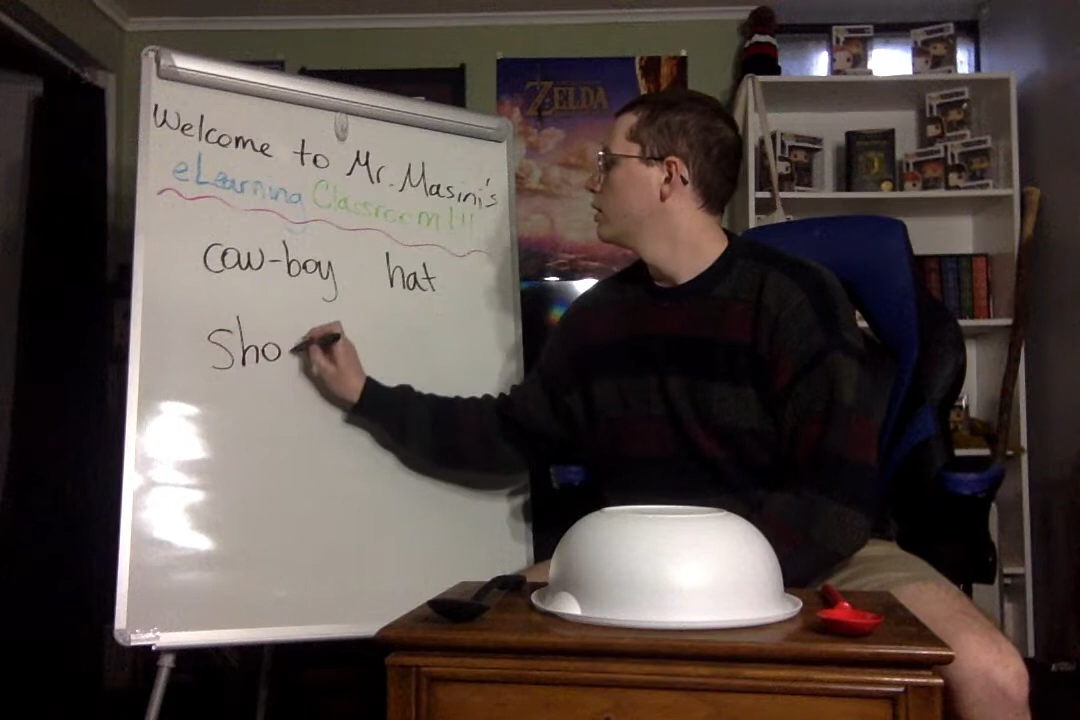 Welcome to Mr. Masini's
eLearning Classroom!!!
cow-boy hat
Sho
ZELDA